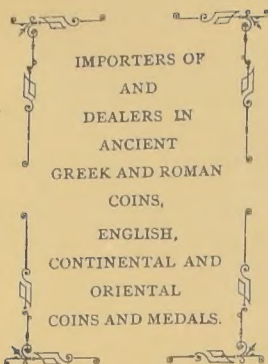 IMPORTERS OF
AND
DEALERS IN
ANCIENT
GREEK AND ROMAN
COINS,
ENGLISH,
CONTINENTAL AND
ORIENTAL
COINS AND MEDALS.